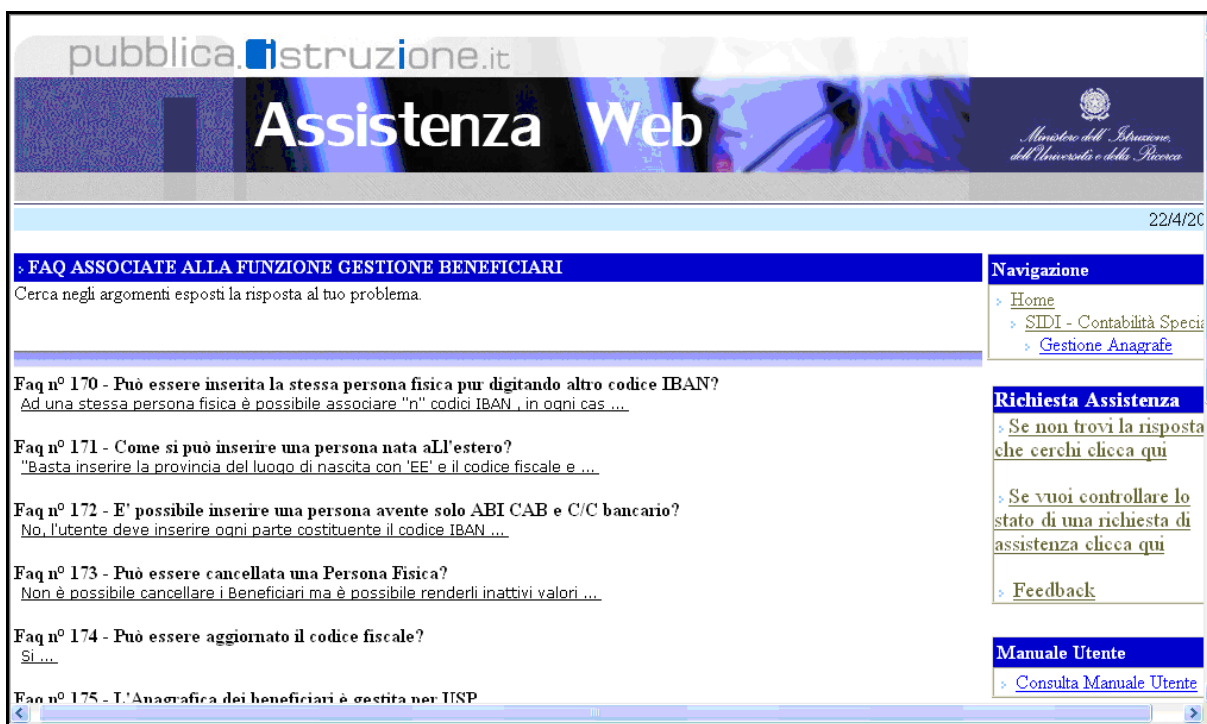 pubblica.istruzione.it
Assistenza Web
Ministero dell' Istruzione,
dell'Università e della Ricerca
22/4/20
FAQ ASSOCIATE ALLA FUNZIONE GESTIONE BENEFICIARI
Cerca negli argomenti esposti la risposta al tuo problema.
Faq nº 170 - Può essere inserita la stessa persona fisica pur digitando altro codice IBAN?
Ad una stessa persona fisica è possibile associare "n" codici IBAN , in ogni cas ...
Faq nº 171 - Come si può inserire una persona nata aLl'estero?
"Basta inserire la provincia del luogo di nascita con 'EE' e il codice fiscale e ...
Faq nº 172 - E' possibile inserire una persona avente solo ABI CAB e C/C bancario?
No, l'utente deve inserire ogni parte costituente il codice IBAN ...
Faq nº 173 - Può essere cancellata una Persona Fisica?
Non è possibile cancellare i Beneficiari ma è possibile renderli inattivi valori ...
Faq nº 174 - Può essere aggiornato il codice fiscale?
Si ...
Faq nº 175 - L'Anagrafica dei beneficiari è gestita per USP
Navigazione
Home
SIDI - Contabilità Specia
Gestione Anagrafe
Richiesta Assistenza
Se non trovi la risposta
che cerchi clicca qui
Se vuoi controllare lo
stato di una richiesta di
assistenza clicca qui
Feedback
Manuale Utente
Consulta Manuale Utente